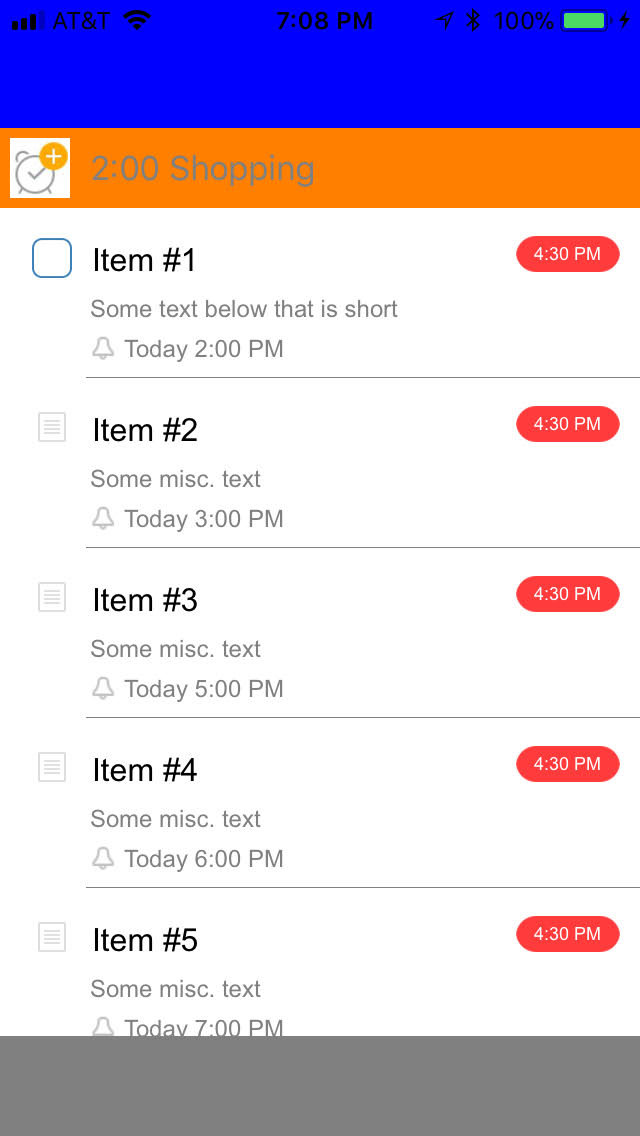 AT&T 7:08 PM 100%
2:00 Shopping
Item #1 4:30 PM
Some text below that is short
Today 2:00 PM
Item #2 4:30 PM
Some misc. text
Today 3:00 PM
Item #3 4:30 PM
Some misc. text
Today 5:00 PM
Item #4 4:30 PM
Some misc. text
Today 6:00 PM
Item #5 4:30 PM
Some misc. text
Today 7:00 PM